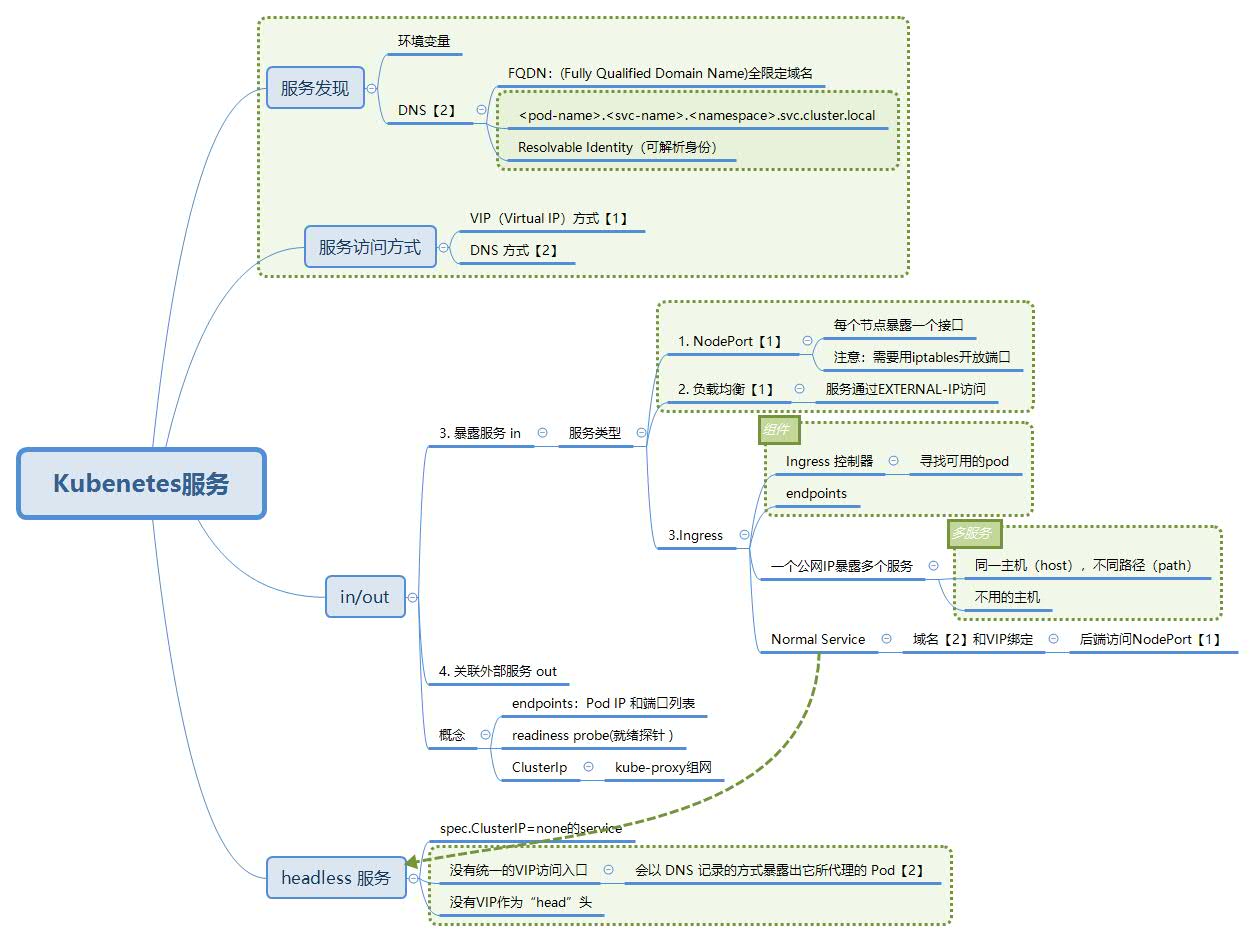 Kubenetes服务
服务发现
环境变量
DNS【2】
FQDN：(Fully Qualified Domain Name)全限定域名
<pod-name>.<svc-name>.<namespace>.svc.cluster.local
Resolvable Identity（可解析身份）
服务访问方式
VIP（Virtual IP）方式【1】
DNS 方式【2】
in/out
3. 暴露服务 in
服务类型
1. NodePort【1】
每个节点暴露一个接口
注意：需要用iptables开放端口
2. 负载均衡【1】
服务通过EXTERNAL-IP访问
3.Ingress
组件
Ingress 控制器
寻找可用的pod
endpoints
一个公网IP暴露多个服务
多服务
同一主机（host），不同路径（path）
不用的主机
Normal Service
域名【2】和VIP绑定
后端访问NodePort【1】
4. 关联外部服务 out
概念
endpoints：Pod IP 和端口列表
readiness probe(就绪探针 )
ClusterIp
kube-proxy组网
headless 服务
spec.ClusterIP=none的service
没有统一的VIP访问入口
会以 DNS 记录的方式暴露出它所代理的 Pod【2】
没有VIP作为“head”头